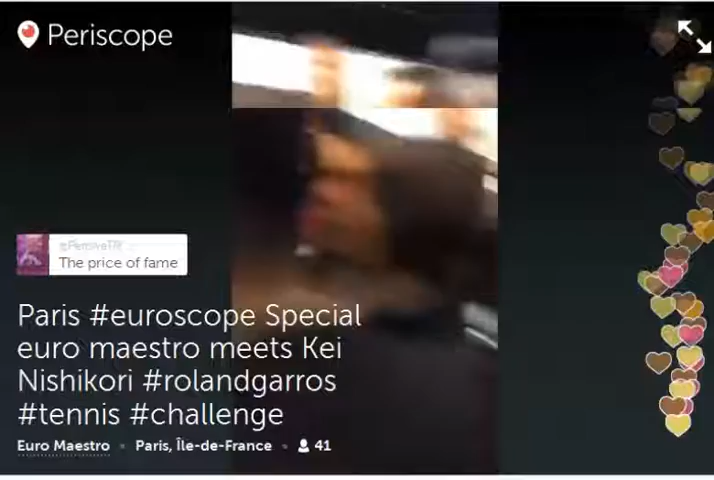 Periscope
The price of fame
Paris #euroscope Special
euro maestro meets Kei
Nishikori #rolandgarros
#tennis #challenge
Euro Maestro • Paris, Île-de-France • 41